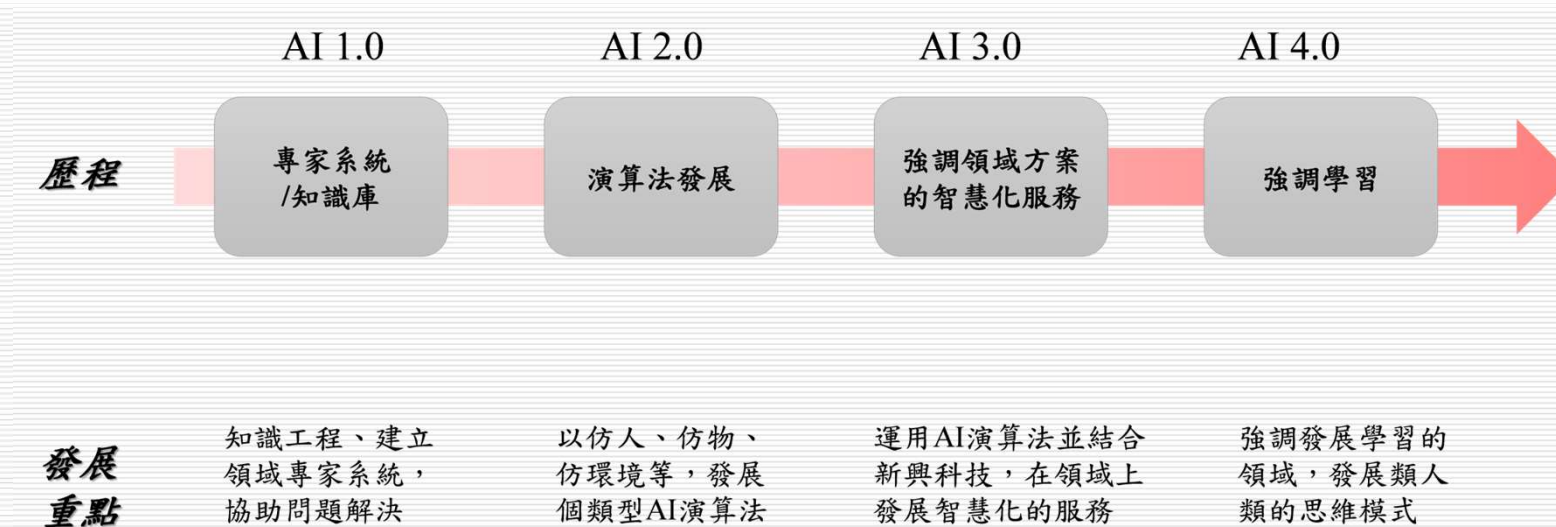 AI 1.0
AI 2.0
AI 3.0
AI 4.0
歷程
專家系統
/知識庫
演算法發展
強調領域方案
的智慧化服務
強調學習
發展
重點
知識工程、建立
領域專家系統，
協助問題解決
以仿人、仿物、
仿環境等，發展
個類型AI演算法
運用AI演算法並結合
新興科技，在領域上
發展智慧化的服務
強調發展學習的
領域，發展類人
類的思維模式